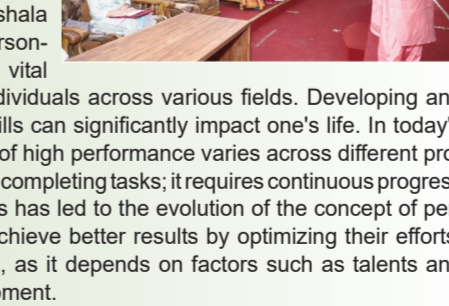 shala
rson-
vital
dividuals across various fields. Developing an
ills can significantly impact one's life. In today'
of high performance varies across different pro
completing tasks; it requires continuous progres
s has led to the evolution of the concept of pe
chieve better results by optimizing their efforts
, as it depends on factors such as talents an
pment.